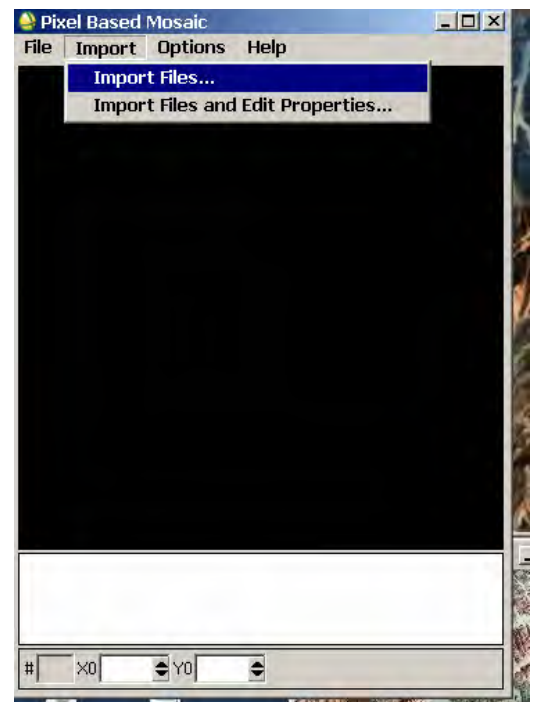 Pixel Based Mosaic
File Import Options Help
Import Files...
Import Files and Edit Properties...
# X0 Y0